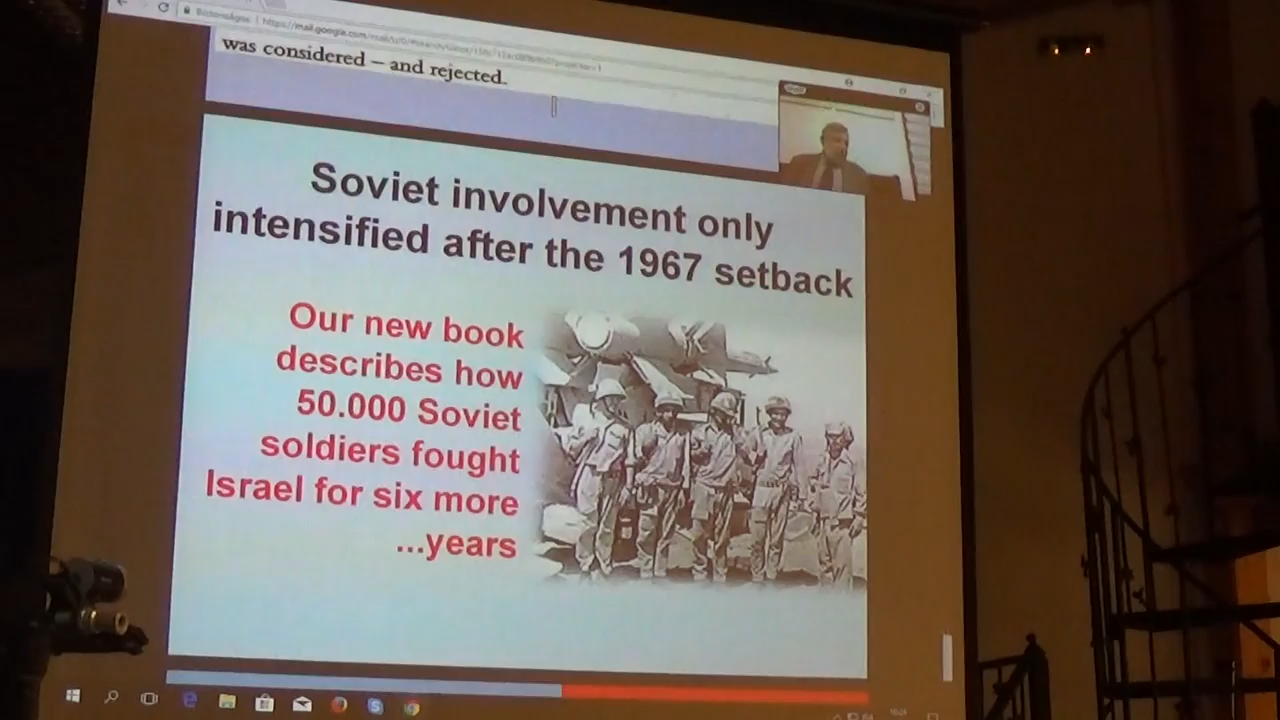 was considered – and rejected.
Soviet involvement only
intensified after the 1967 setback
Our new book
describes how
50.000 Soviet
soldiers fought
Israel for six more
...years